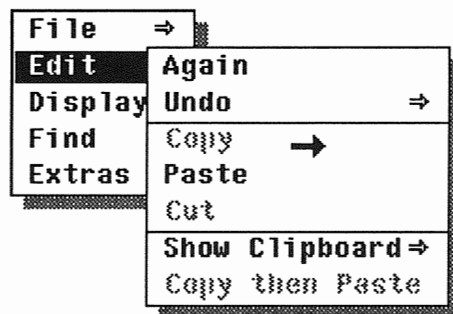 File ⇒
Edit
Display
Find
Extras
Again
Undo ⇒
Copy
Paste
Cut
Show Clipboard ⇒
Copy then Paste